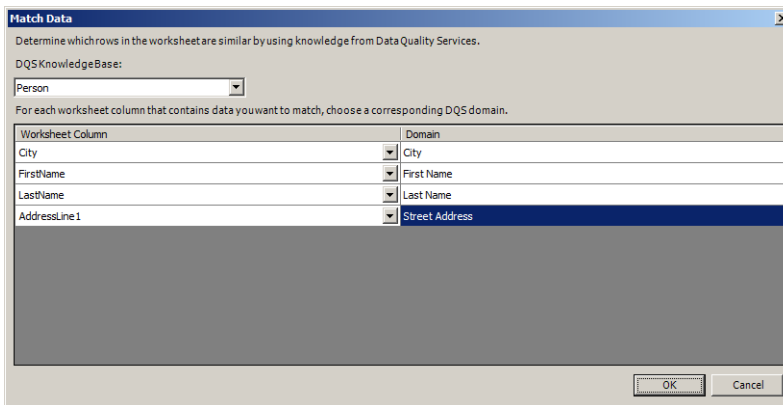 Match Data
Determine which rows in the worksheet are similar by using knowledge from Data Quality Services.
DQS Knowledge Base:
Person
For each worksheet column that contains data you want to match, choose a corresponding DQS domain.
Worksheet Column Domain
City City
FirstName First Name
LastName Last Name
AddressLine1 Street Address
OK Cancel